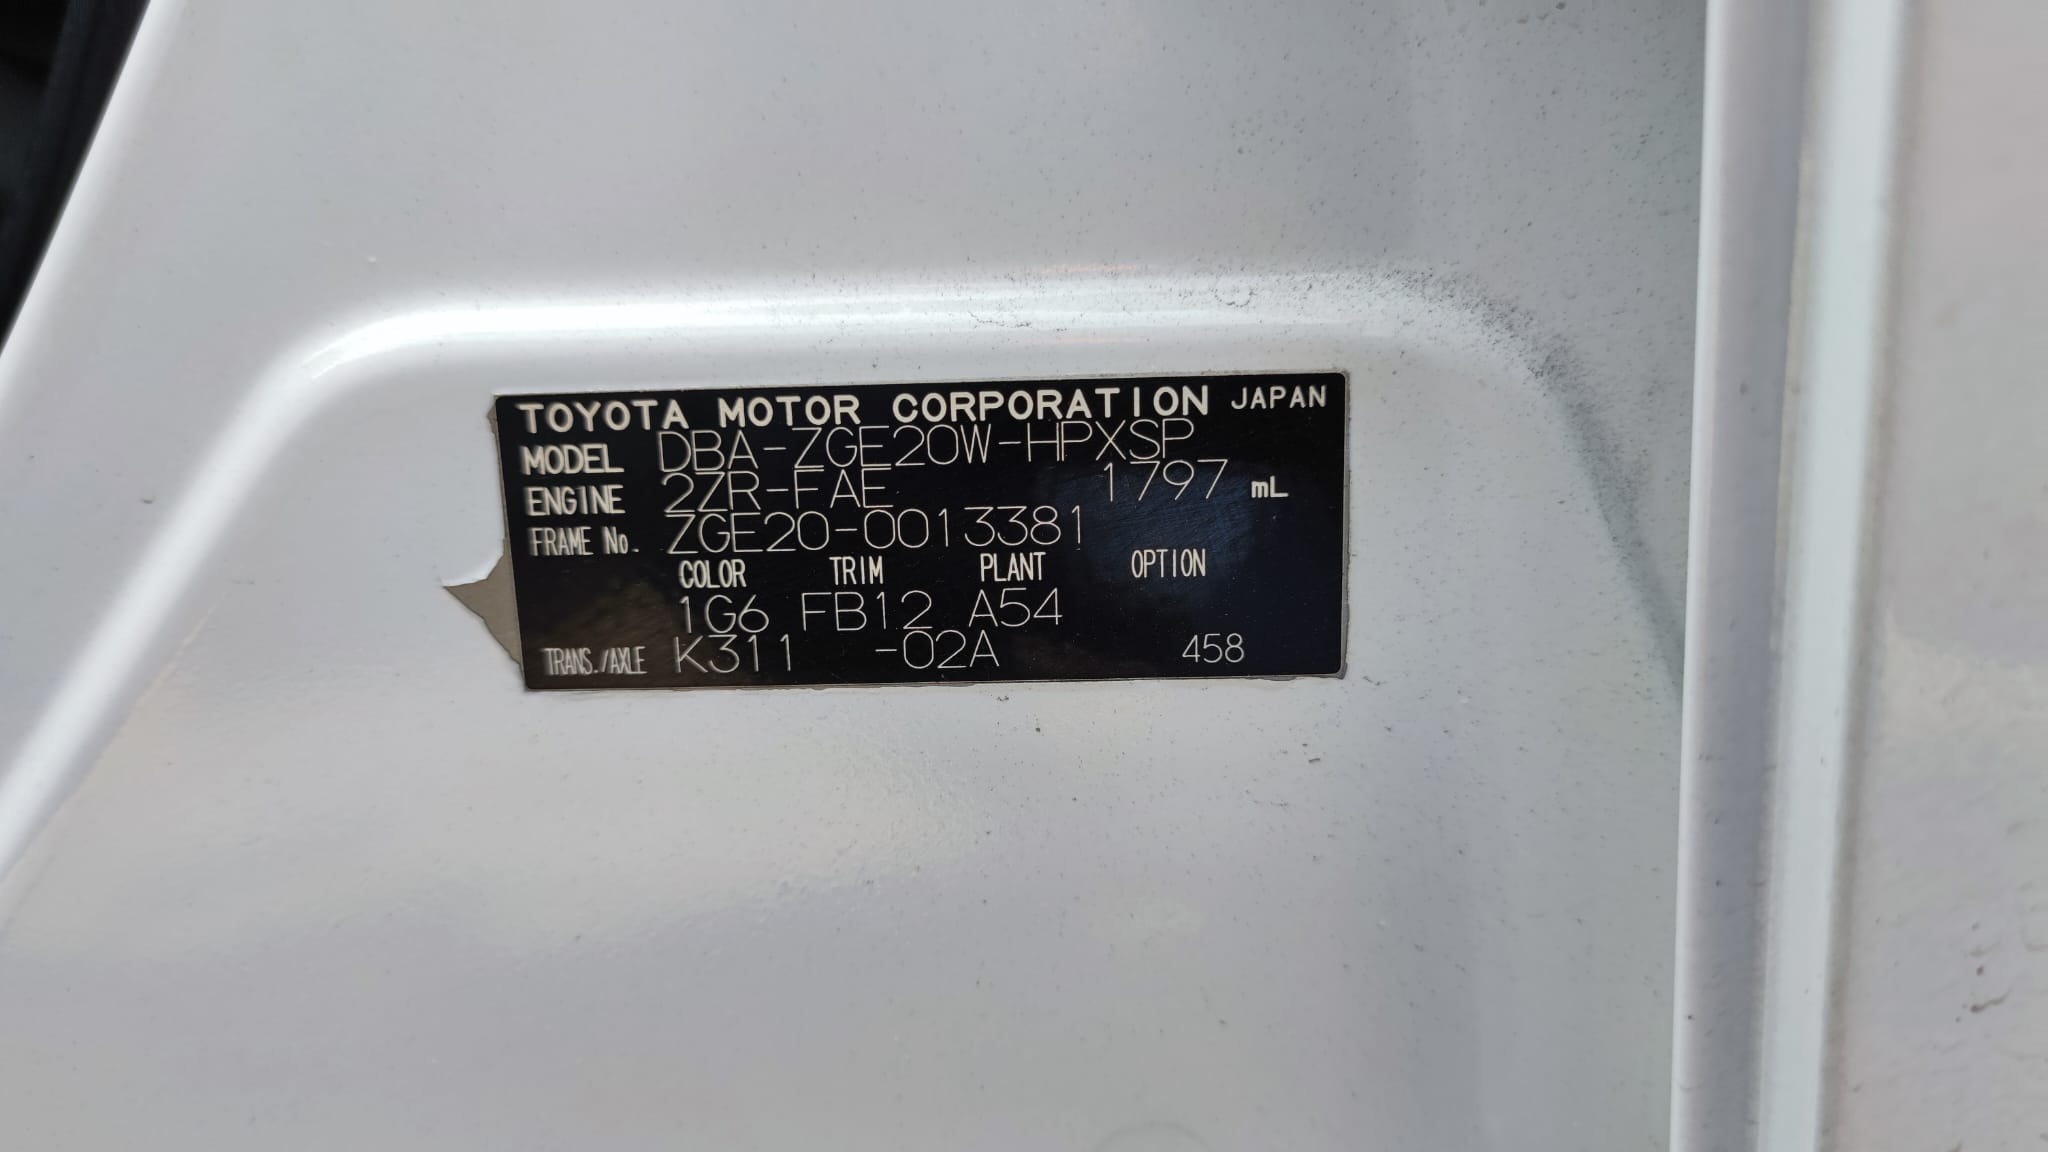 TOYOTA MOTOR CORPORATION JAPAN
MODEL DBA-ZGE20W-HPXSP
ENGINE 2ZR-FAE 1797 mL
FRAME No. ZGE20-0013381
COLOR TRIM PLANT OPTION
1G6 FB12 A54
TRANS./AXLE K311 -02A 458